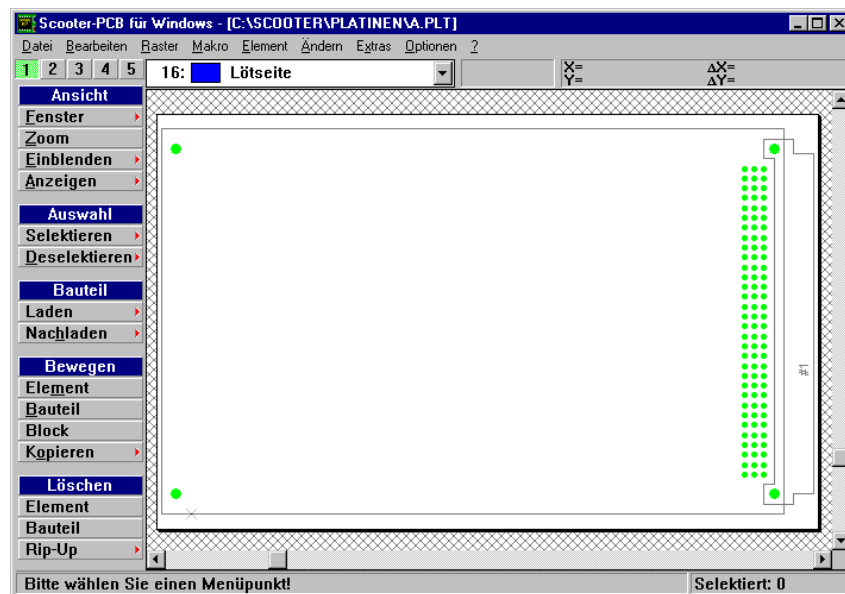 Scooter-PCB für Windows - [C:\SCOOTER\PLATINEN\A.PLT]
Datei Bearbeiten Raster Makro Element Ändern Extras Optionen ?
1 2 3 4 5 16: Lötseite X= ΔX=
Y= ΔY=
Ansicht
Fenster
Zoom
Einblenden
Anzeigen
Auswahl
Selektieren
Deselektieren
Bauteil
Laden
Nachladen
Bewegen
Element
Bauteil
Block
Kopieren
Löschen
Element
Bauteil
Rip-Up
#1
Bitte wählen Sie einen Menüpunkt! Selektiert: 0